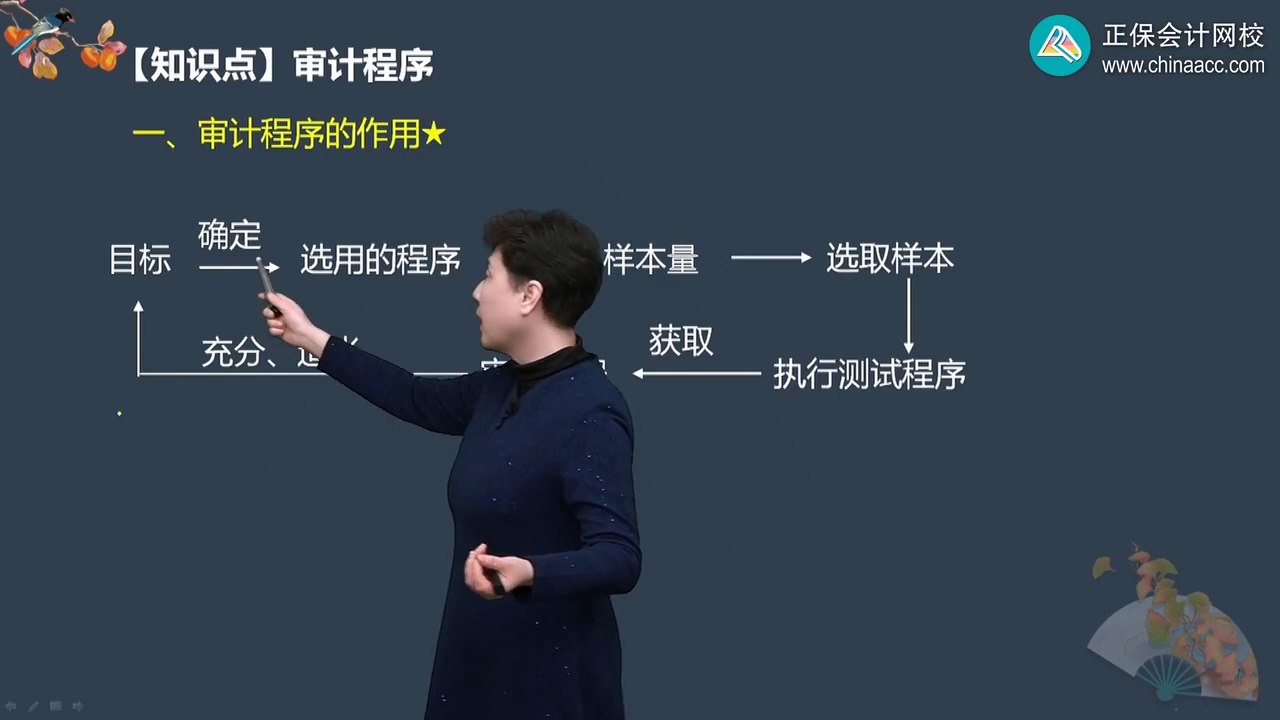 【知识点】审计程序
正保会计网校
www.chinaacc.com
一、审计程序的作用★
确定
目标
选用的程序
样本量
选取样本
充分、适当
获取
执行测试程序